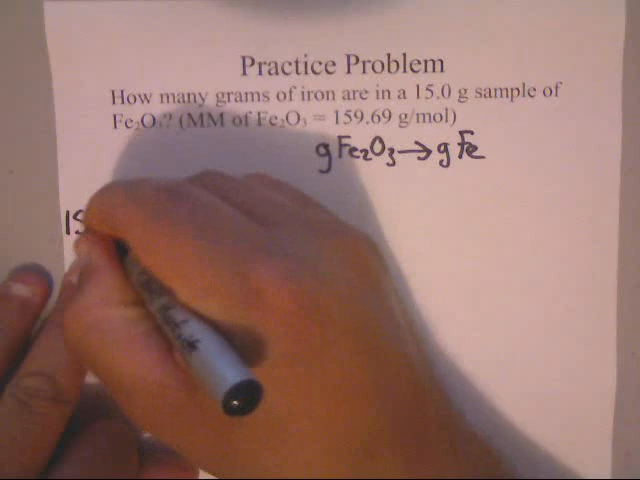 Practice Problem
How many grams of iron are in a 15.0 g sample of
Fe₂O₃? (MM of Fe₂O₃ = 159.69 g/mol)
g Fe₂O₃ → g Fe
15